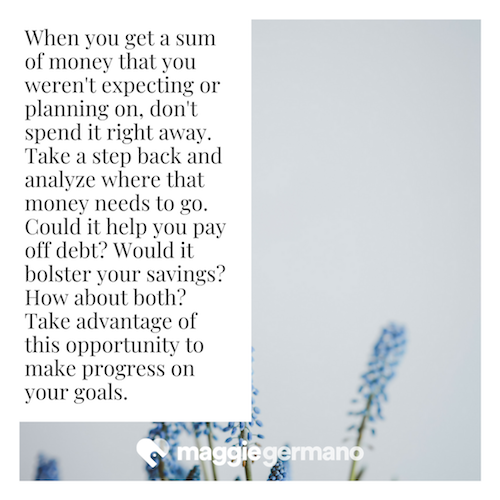 When you get a sum
of money that you
weren't expecting or
planning on, don't
spend it right away.
Take a step back and
analyze where that
money needs to go.
Could it help you pay
off debt? Would it
bolster your savings?
How about both?
Take advantage of
this opportunity to
make progress on
your goals.
maggiegermano